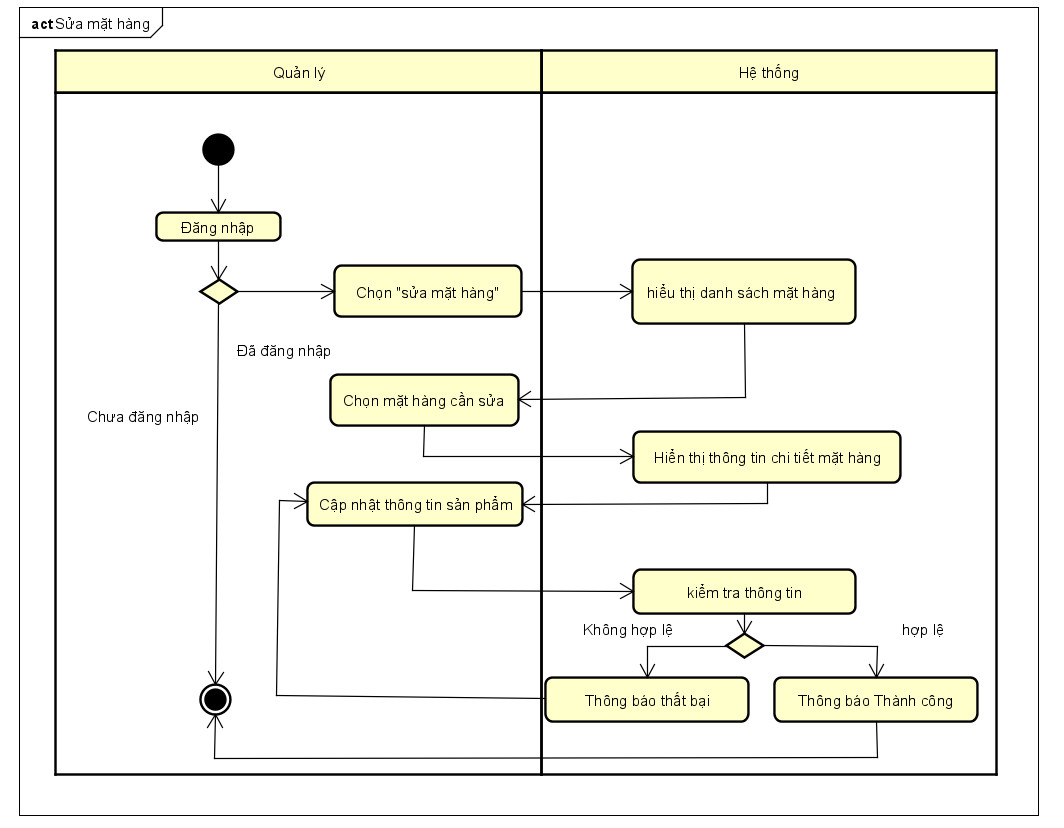 act Sửa mặt hàng
Quản lý
Hệ thống
Đăng nhập
Chọn "sửa mặt hàng"
hiểu thị danh sách mặt hàng
Đã đăng nhập
Chọn mặt hàng cần sửa
Chưa đăng nhập
Hiển thị thông tin chi tiết mặt hàng
Cập nhật thông tin sản phẩm
kiểm tra thông tin
Không hợp lệ
hợp lệ
Thông báo thất bại
Thông báo Thành công